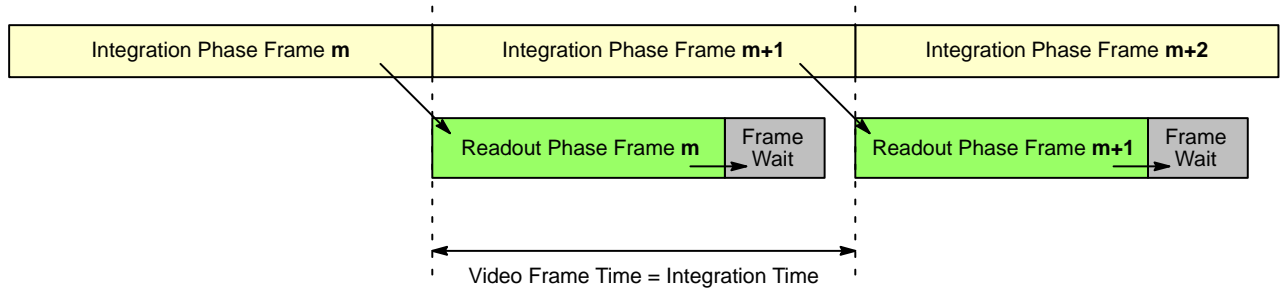 Integration Phase Frame m
Integration Phase Frame m+1
Integration Phase Frame m+2
Readout Phase Frame m
Frame
Wait
Readout Phase Frame m+1
Frame
Wait
Video Frame Time = Integration Time